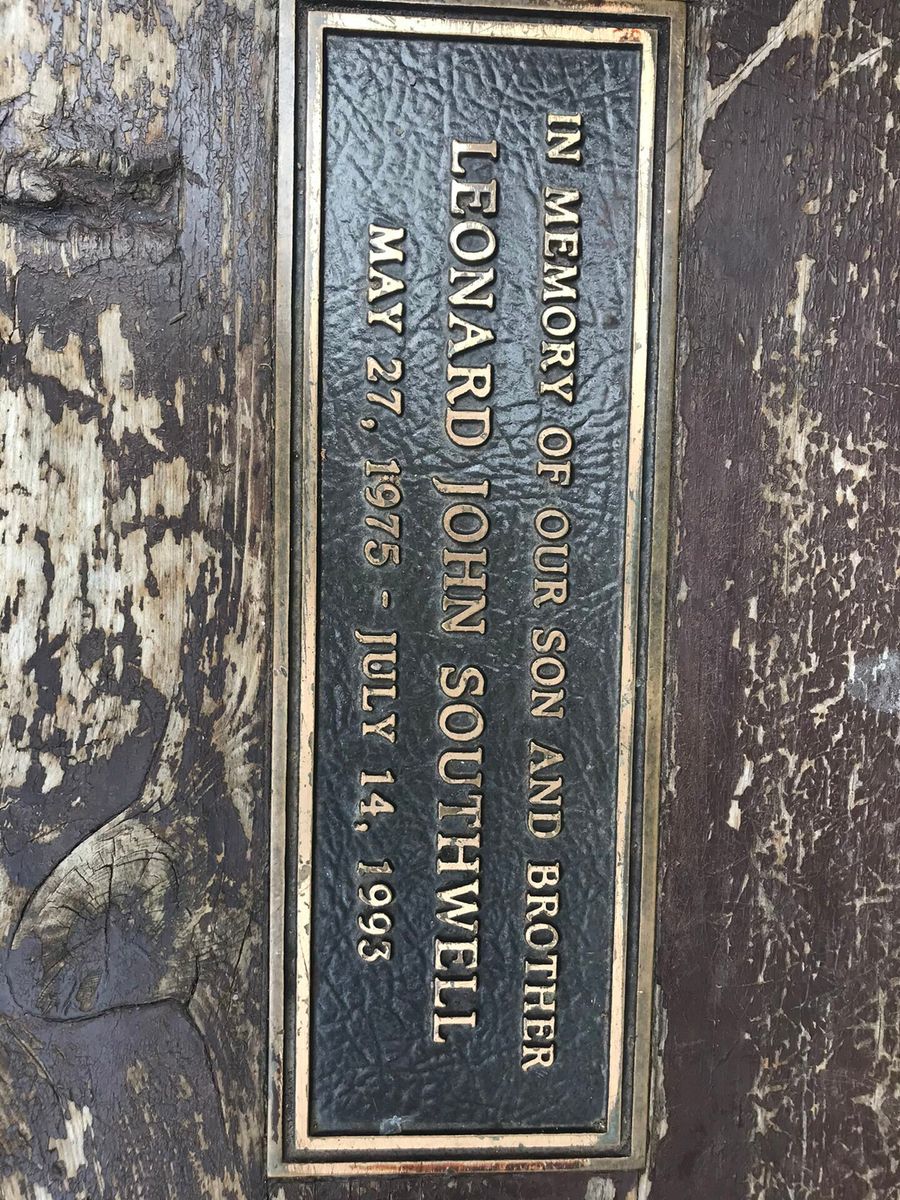 IN MEMORY OF OUR SON AND BROTHER
LEONARD JOHN SOUTHWELL
MAY 27, 1975 - JULY 14, 1993